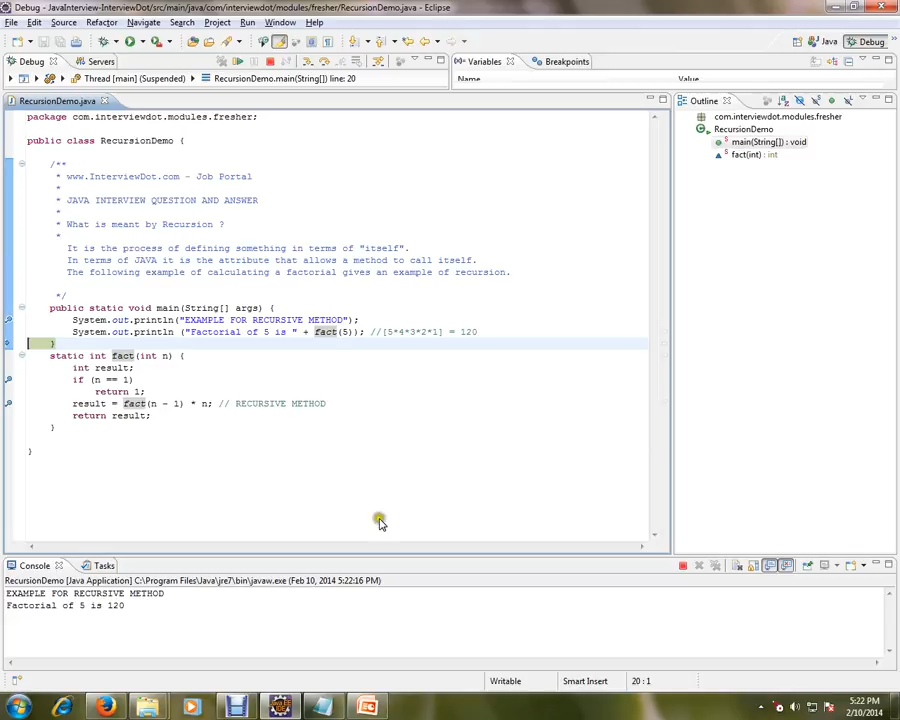 Debug - JavaInterview-InterviewDot/src/main/java/com/interviewdot/modules/fresher/RecursionDemo.java - Eclipse
File Edit Source Refactor Navigate Search Project Run Window Help
Java Debug
Debug Servers
Variables Breakpoints
Thread [main] (Suspended) RecursionDemo.main(String[]) line: 20
Name Value
RecursionDemo.java
Outline
package com.interviewdot.modules.fresher;
public class RecursionDemo {
/**
* www.InterviewDot.com - Job Portal
*
* JAVA INTERVIEW QUESTION AND ANSWER
*
* What is meant by Recursion ?
*
It is the process of defining something in terms of "itself".
In terms of JAVA it is the attribute that allows a method to call itself.
The following example of calculating a factorial gives an example of recursion.
*/
public static void main(String[] args) {
System.out.println("EXAMPLE FOR RECURSIVE METHOD");
System.out.println ("Factorial of 5 is " + fact(5)); //[5*4*3*2*1] = 120
}
static int fact(int n) {
int result;
if (n == 1)
return 1;
result = fact(n - 1) * n; // RECURSIVE METHOD
return result;
}
}
com.interviewdot.modules.fresher
RecursionDemo
main(String[]) : void
fact(int) : int
Console Tasks
RecursionDemo [Java Application] C:\Program Files\Java\jre7\bin\javaw.exe (Feb 10, 2014 5:22:16 PM)
EXAMPLE FOR RECURSIVE METHOD
Factorial of 5 is 120
Writable Smart Insert 20 : 1
5:22 PM
2/10/2014